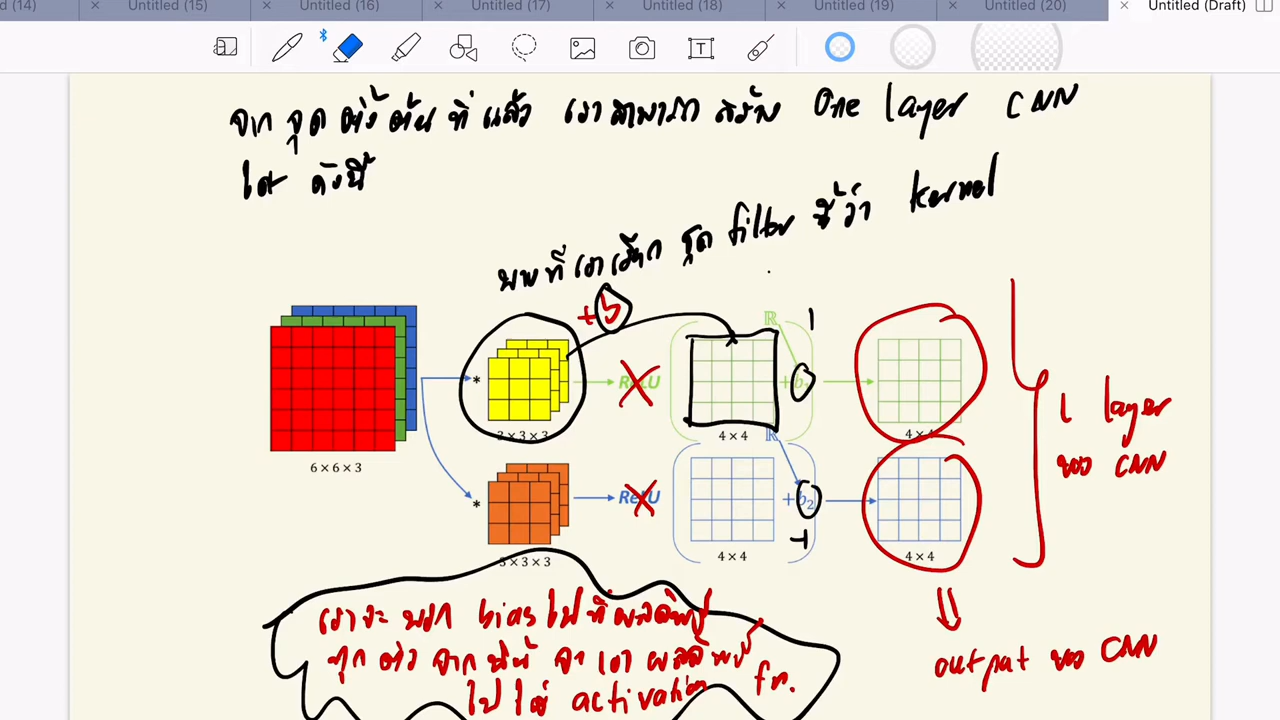 (14)
Untitled (15)
Untitled (16)
Untitled (17)
Untitled (18)
Untitled (19)
Untitled (20)
Untitled (Draft)
จาก จุด ตั้งต้น ที่ แล้ว เราสามารถ สร้าง One layer CNN
ได้ ดังนี้
ที่เราเรียก ชุด filter นี้ว่า kernel
+b
ℝ
1
* ReLU + b₁
3×3×3
4×4
4×4
6×6×3
1 layer
ของ CNN
ℝ
* ReLU + b₂
-1
3×3×3
4×4
4×4
เราจะ บวก bias ไปที่ผลลัพธ์
ทุกตัว จากนั้น จะเอา ผลลัพธ์
ไปใส่ activation fn.
output ของ CNN